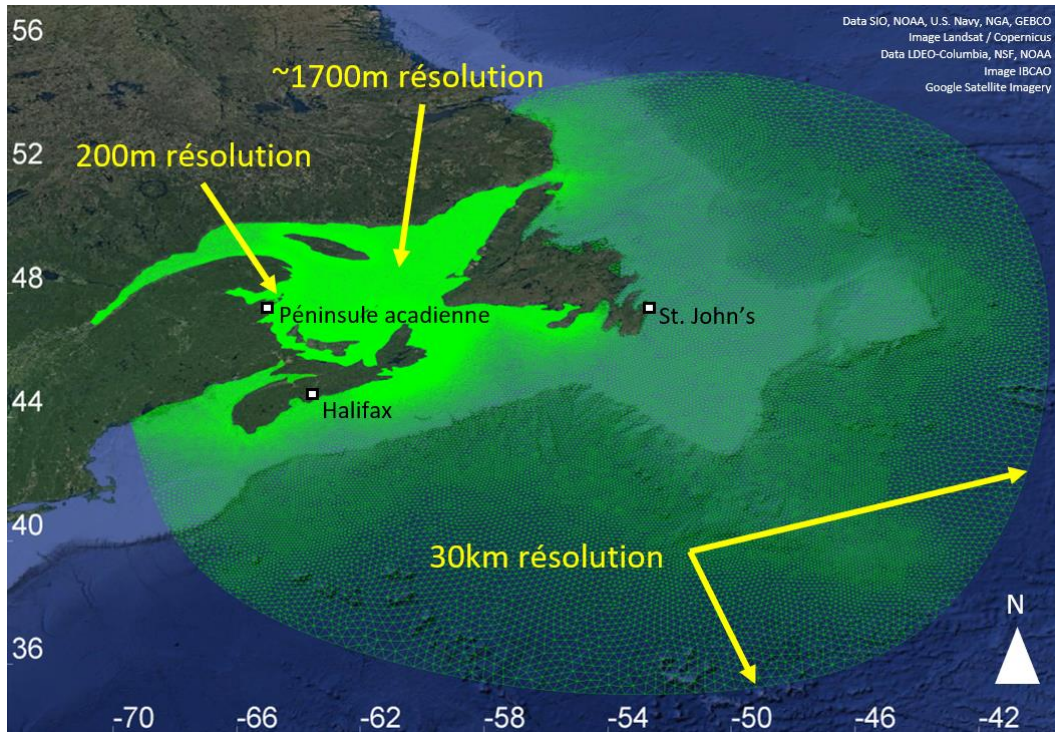 56
Data SIO, NOAA, U.S. Navy, NGA, GEBCO
Image Landsat / Copernicus
Data LDEO-Columbia, NSF, NOAA
Image IBCAO
Google Satellite Imagery
~1700m résolution
52
200m résolution
48
Péninsule acadienne
St. John's
44
Halifax
40
30km résolution
N
36
-70
-66
-62
-58
-54
-50
-46
-42